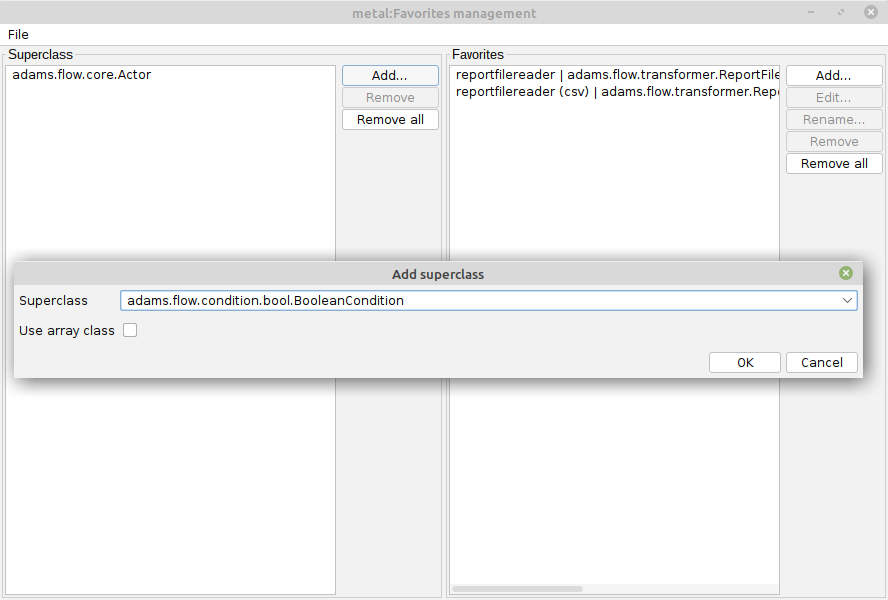 metal:Favorites management
File
Superclass
adams.flow.core.Actor
Add...
Remove
Remove all
Favorites
reportfilereader | adams.flow.transformer.ReportFile
reportfilereader (csv) | adams.flow.transformer.Repo
Add...
Edit...
Rename...
Remove
Remove all
Add superclass
Superclass
adams.flow.condition.bool.BooleanCondition
Use array class
OK
Cancel